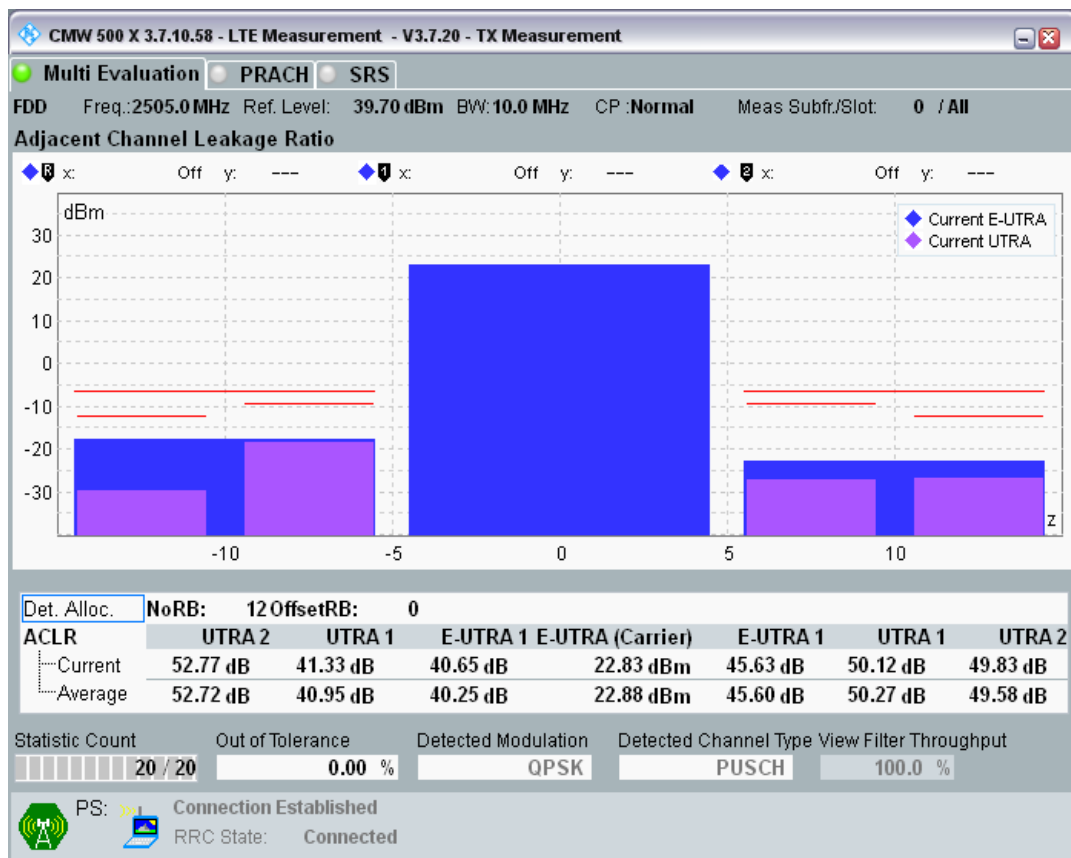 CMW 500 X 3.7.10.58 - LTE Measurement - V3.7.20 - TX Measurement
Multi Evaluation PRACH SRS
FDD Freq.:2505.0 MHz Ref. Level: 39.70 dBm BW: 10.0 MHz CP :Normal Meas Subfr./Slot: 0 / All
Adjacent Channel Leakage Ratio
R x: Off y: --- 1 x: Off y: --- 2 x: Off y: ---
dBm
Current E-UTRA
Current UTRA
30
20
10
0
-10
-20
-30
z
-10 -5 0 5 10
Det. Alloc. NoRB: 12 OffsetRB: 0
ACLR UTRA 2 UTRA 1 E-UTRA 1 E-UTRA (Carrier) E-UTRA 1 UTRA 1 UTRA 2
Current 52.77 dB 41.33 dB 40.65 dB 22.83 dBm 45.63 dB 50.12 dB 49.83 dB
Average 52.72 dB 40.95 dB 40.25 dB 22.88 dBm 45.60 dB 50.27 dB 49.58 dB
Statistic Count Out of Tolerance Detected Modulation Detected Channel Type View Filter Throughput
20 / 20 0.00 % QPSK PUSCH 100.0 %
PS: Connection Established
RRC State: Connected